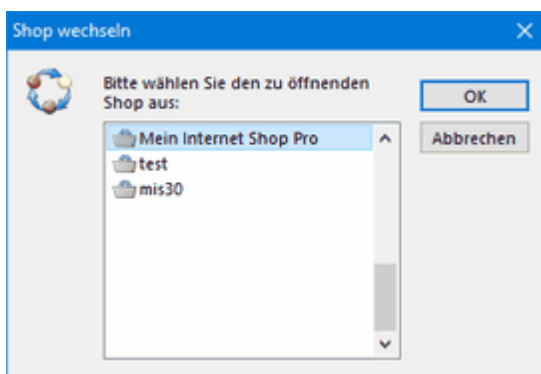 Shop wechseln
Bitte wählen Sie den zu öffnenden
Shop aus:
Mein Internet Shop Pro
test
mis30
OK
Abbrechen